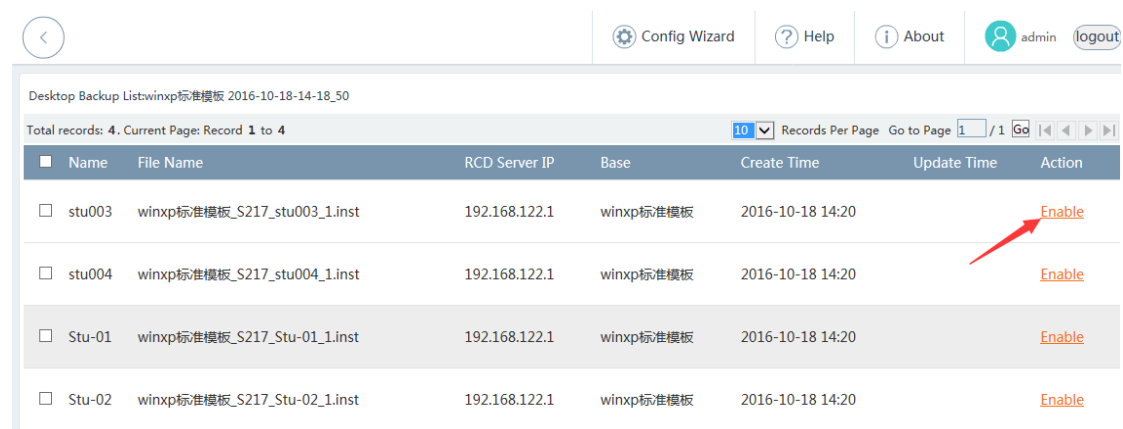 Config Wizard Help About admin logout
Desktop Backup List:winxp标准模板 2016-10-18-14-18_50
Total records: 4. Current Page: Record 1 to 4 10 Records Per Page Go to Page 1 / 1 Go
Name File Name RCD Server IP Base Create Time Update Time Action
stu003 winxp标准模板_S217_stu003_1.inst 192.168.122.1 winxp标准模板 2016-10-18 14:20 Enable
stu004 winxp标准模板_S217_stu004_1.inst 192.168.122.1 winxp标准模板 2016-10-18 14:20 Enable
Stu-01 winxp标准模板_S217_Stu-01_1.inst 192.168.122.1 winxp标准模板 2016-10-18 14:20 Enable
Stu-02 winxp标准模板_S217_Stu-02_1.inst 192.168.122.1 winxp标准模板 2016-10-18 14:20 Enable